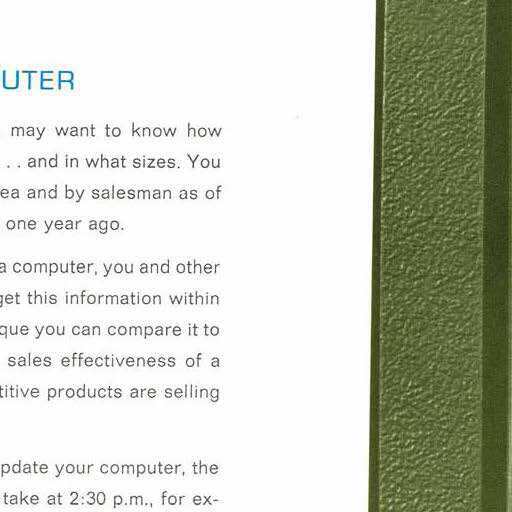 UTER
may want to know how
. . and in what sizes. You
ea and by salesman as of
one year ago.
a computer, you and other
get this information within
que you can compare it to
sales effectiveness of a
titive products are selling
pdate your computer, the
take at 2:30 p.m., for ex-